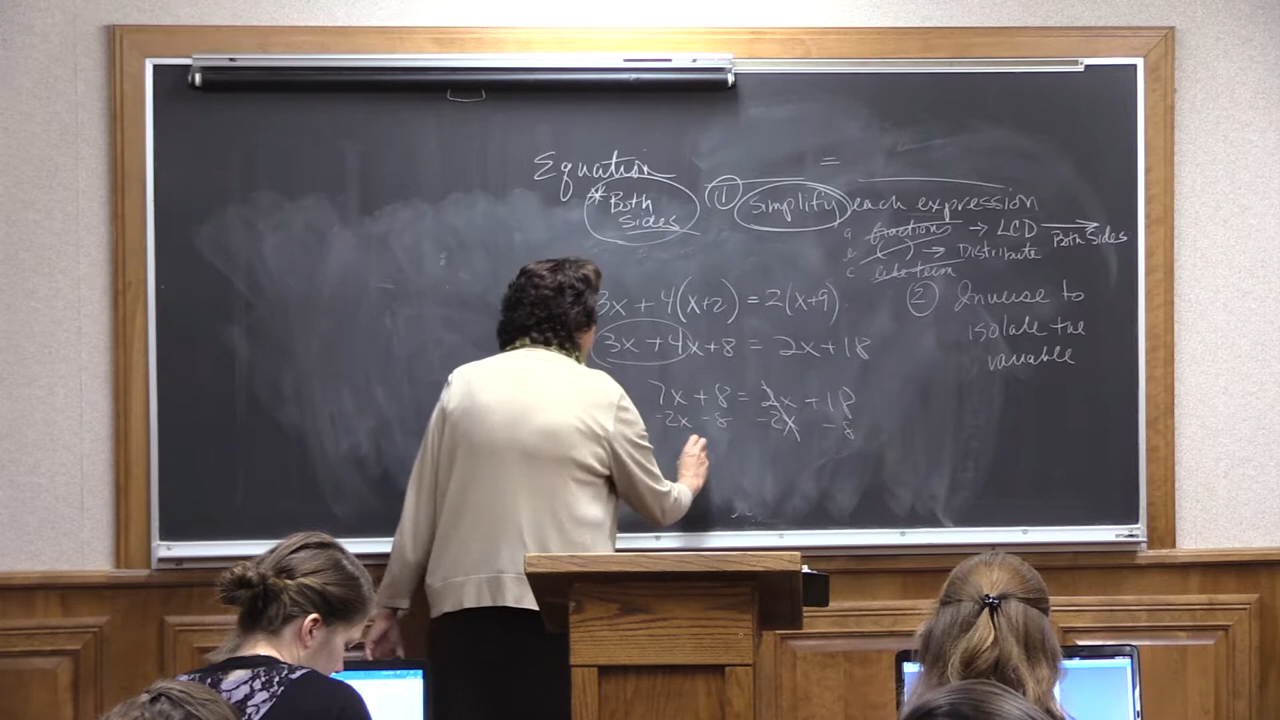 =
Equation
* Both Sides
① Simplify each expression
a fractions → LCD → Both Sides
( ) → Distribute
c like term
② Inverse to
isolate the
variable
3x + 4(x+2) = 2(x+9)
3x + 4x + 8 = 2x + 18
7x + 8 = 2x + 18
-2x -8 -2x -8